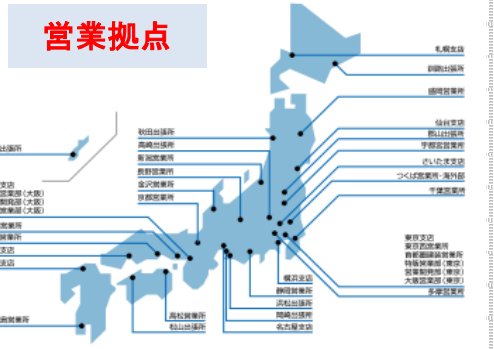 営業拠点
札幌支店
釧路出張所
盛岡営業所
仙台支店
郡山出張所
宇都宮営業所
さいたま支店
つくば営業所・海外部
千葉営業所
秋田出張所
高崎出張所
新潟営業所
長野営業所
金沢営業所
京都営業所
出張所
支店
営業部(大阪)
開発部(大阪)
営業部(大阪)
営業所
営業所
支店
支店
島営業所
東京支店
東京西営業所
首都圏建装営業所
特販営業部(東京)
営業開発部(東京)
大阪営業部(東京)
多摩営業所
横浜支店
静岡営業所
浜松出張所
岡崎出張所
名古屋支店
高松営業所
松山出張所